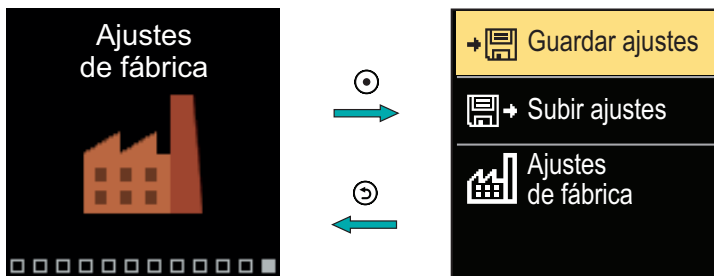 Ajustes
de fábrica
Guardar ajustes
Subir ajustes
Ajustes
de fábrica